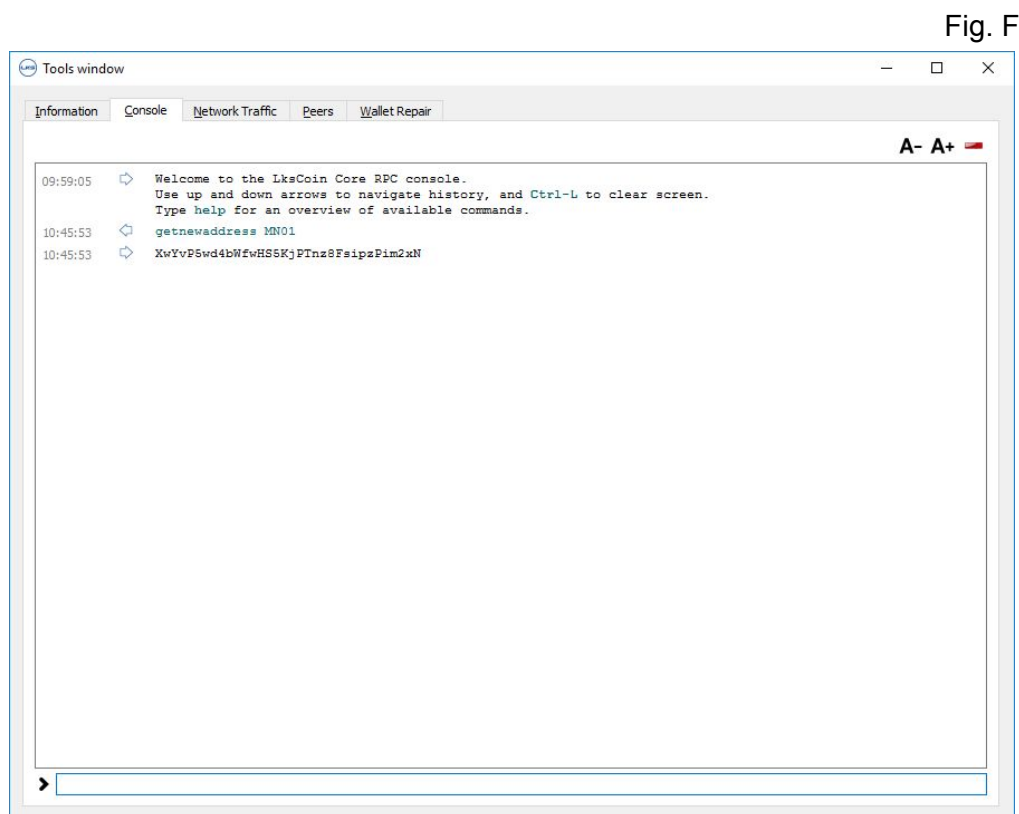 Fig. F
LKS Tools window
Information Console Network Traffic Peers Wallet Repair
A- A+
09:59:05 Welcome to the LksCoin Core RPC console.
Use up and down arrows to navigate history, and Ctrl-L to clear screen.
Type help for an overview of available commands.
10:45:53 getnewaddress MN01
10:45:53 XwYvP5wd4bWfwHS5KjPTnz8FsipzPim2xN